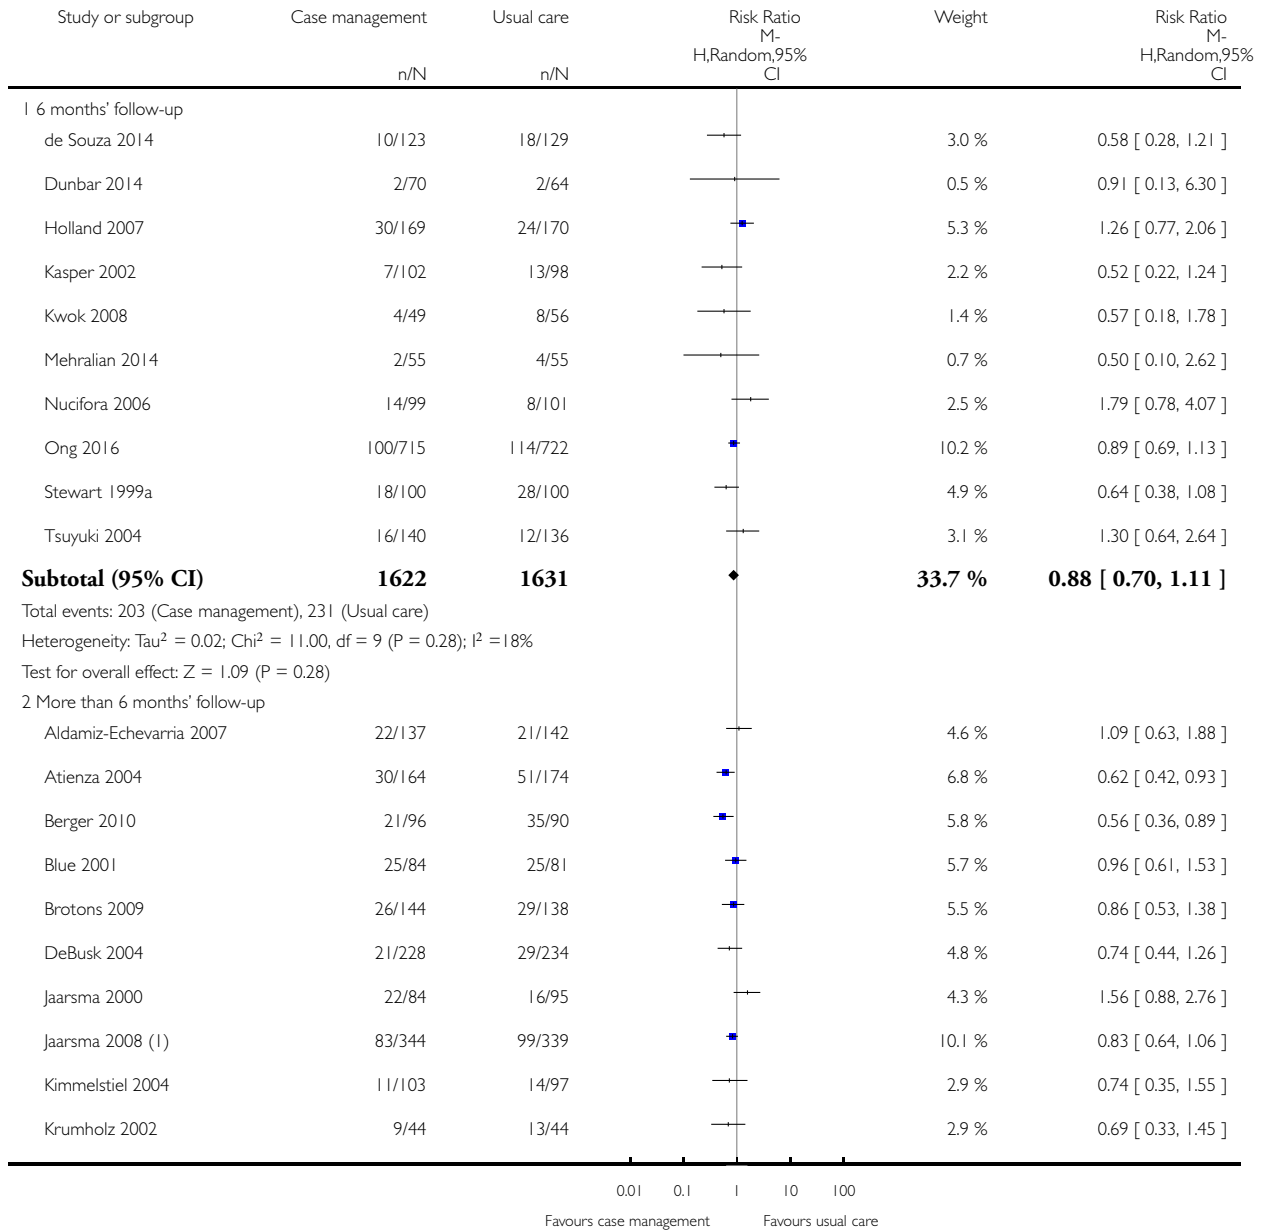 Study or subgroup Case management Usual care Risk Ratio Weight Risk Ratio
M- M-
H,Random,95% H,Random,95%
n/N n/N CI CI
1 6 months' follow-up
de Souza 2014 10/123 18/129 3.0 % 0.58 [ 0.28, 1.21 ]
Dunbar 2014 2/70 2/64 0.5 % 0.91 [ 0.13, 6.30 ]
Holland 2007 30/169 24/170 5.3 % 1.26 [ 0.77, 2.06 ]
Kasper 2002 7/102 13/98 2.2 % 0.52 [ 0.22, 1.24 ]
Kwok 2008 4/49 8/56 1.4 % 0.57 [ 0.18, 1.78 ]
Mehralian 2014 2/55 4/55 0.7 % 0.50 [ 0.10, 2.62 ]
Nucifora 2006 14/99 8/101 2.5 % 1.79 [ 0.78, 4.07 ]
Ong 2016 100/715 114/722 10.2 % 0.89 [ 0.69, 1.13 ]
Stewart 1999a 18/100 28/100 4.9 % 0.64 [ 0.38, 1.08 ]
Tsuyuki 2004 16/140 12/136 3.1 % 1.30 [ 0.64, 2.64 ]
Subtotal (95% CI) 1622 1631 33.7 % 0.88 [ 0.70, 1.11 ]
Total events: 203 (Case management), 231 (Usual care)
Heterogeneity: Tau² = 0.02; Chi² = 11.00, df = 9 (P = 0.28); I² =18%
Test for overall effect: Z = 1.09 (P = 0.28)
2 More than 6 months' follow-up
Aldamiz-Echevarria 2007 22/137 21/142 4.6 % 1.09 [ 0.63, 1.88 ]
Atienza 2004 30/164 51/174 6.8 % 0.62 [ 0.42, 0.93 ]
Berger 2010 21/96 35/90 5.8 % 0.56 [ 0.36, 0.89 ]
Blue 2001 25/84 25/81 5.7 % 0.96 [ 0.61, 1.53 ]
Brotons 2009 26/144 29/138 5.5 % 0.86 [ 0.53, 1.38 ]
DeBusk 2004 21/228 29/234 4.8 % 0.74 [ 0.44, 1.26 ]
Jaarsma 2000 22/84 16/95 4.3 % 1.56 [ 0.88, 2.76 ]
Jaarsma 2008 (1) 83/344 99/339 10.1 % 0.83 [ 0.64, 1.06 ]
Kimmelstiel 2004 11/103 14/97 2.9 % 0.74 [ 0.35, 1.55 ]
Krumholz 2002 9/44 13/44 2.9 % 0.69 [ 0.33, 1.45 ]
0.01 0.1 1 10 100
Favours case management Favours usual care